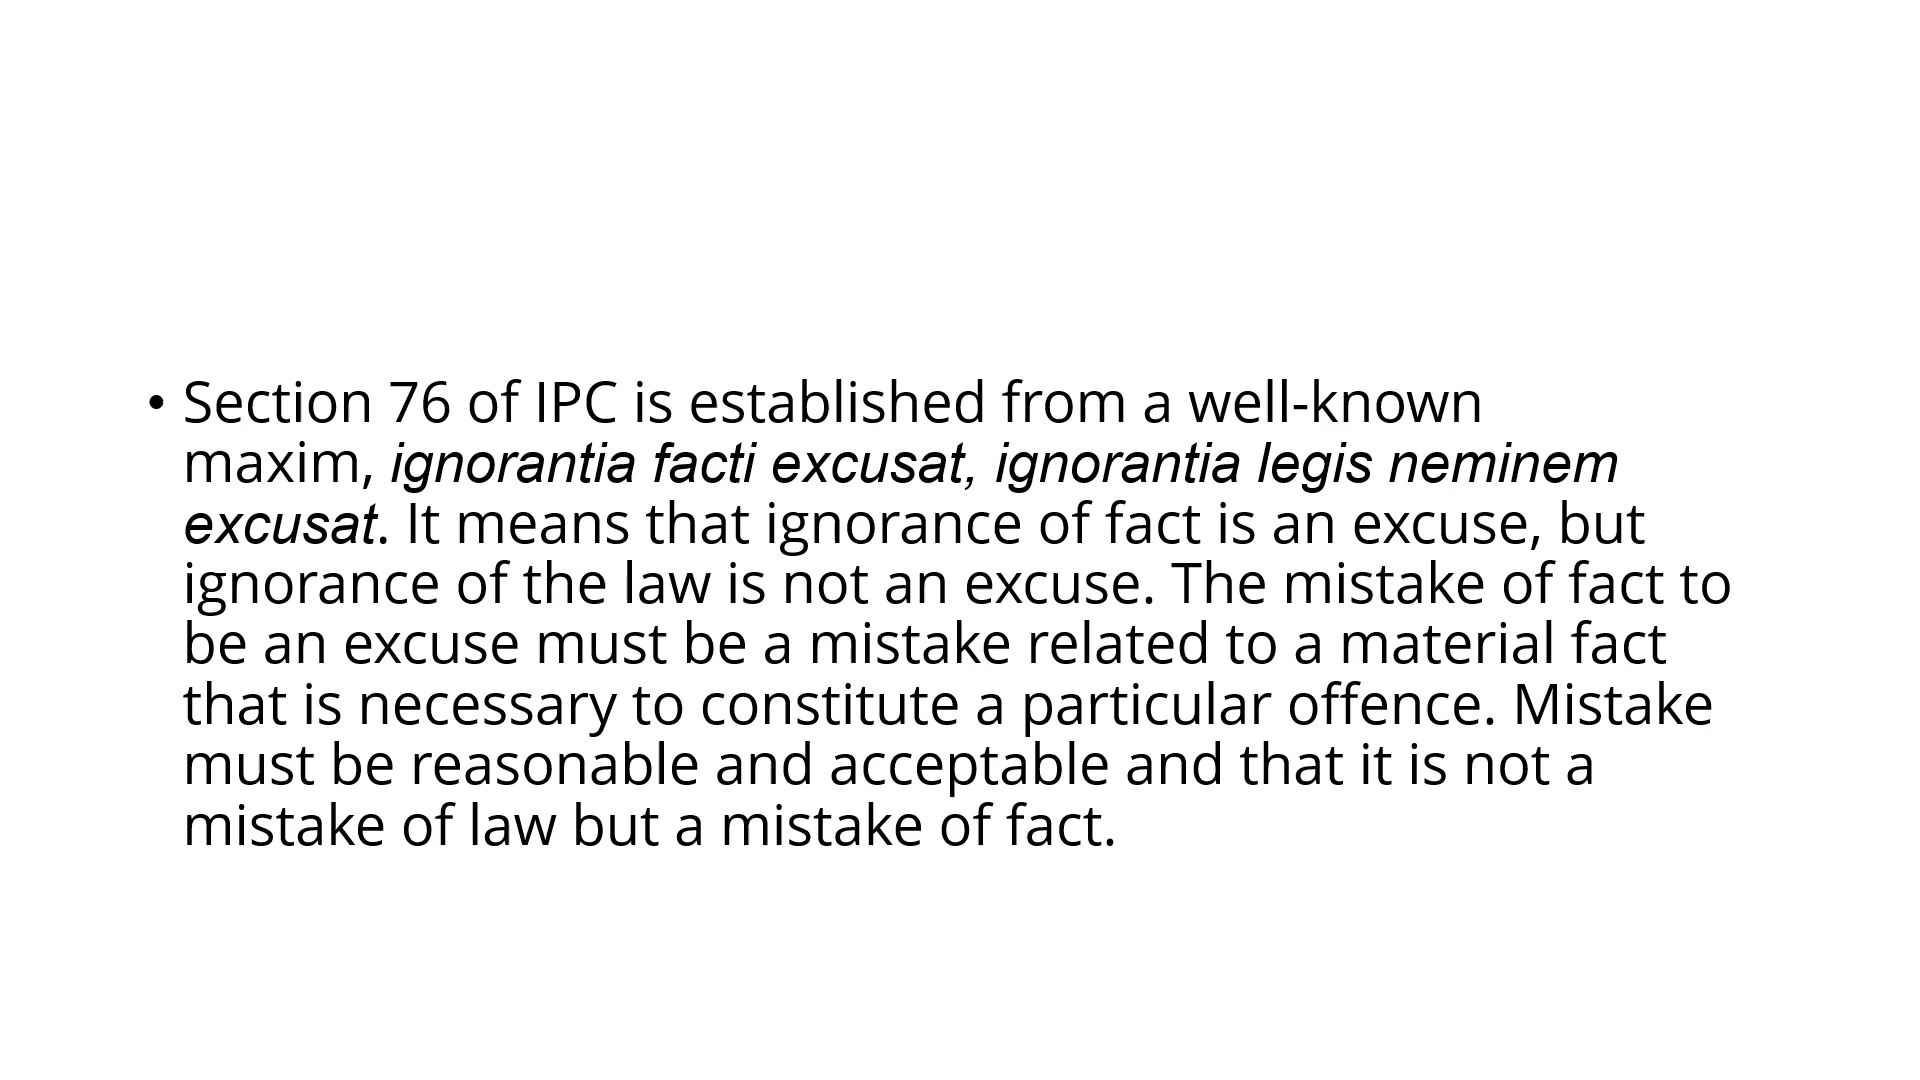 • Section 76 of IPC is established from a well-known
maxim, ignorantia facti excusat, ignorantia legis neminem
excusat. It means that ignorance of fact is an excuse, but
ignorance of the law is not an excuse. The mistake of fact to
be an excuse must be a mistake related to a material fact
that is necessary to constitute a particular offence. Mistake
must be reasonable and acceptable and that it is not a
mistake of law but a mistake of fact.